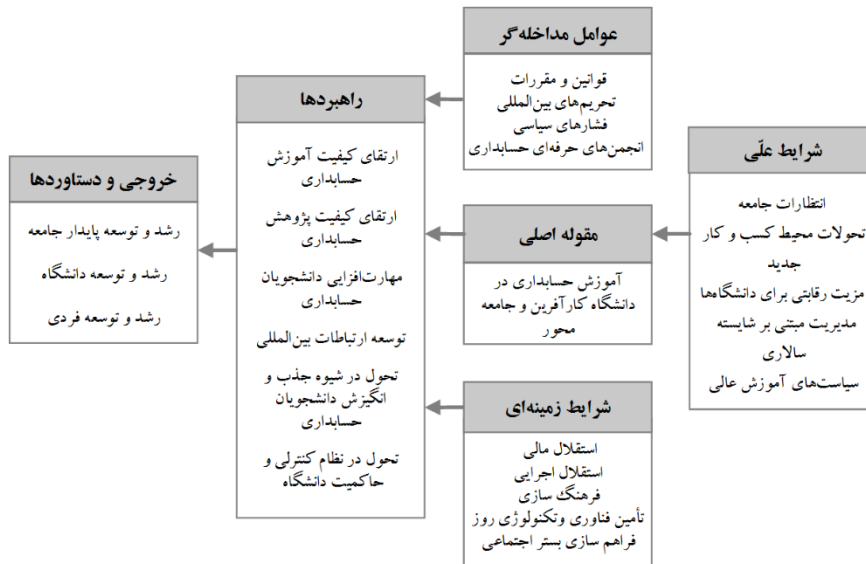 عوامل مداخله‌گر
قوانین و مقررات
تحریم‌های بین‌المللی
فشارهای سیاسی
انجمن‌های حرفه‌ای حسابداری
شرایط علّی
انتظارات جامعه
تحولات محیط کسب و کار
جدید
مزیت رقابتی برای دانشگاه‌ها
مدیریت مبتنی بر شایسته
سالاری
سیاست‌های آموزش عالی
مقوله اصلی
آموزش حسابداری در
دانشگاه کارآفرین و جامعه
محور
شرایط زمینه‌ای
استقلال مالی
استقلال اجرایی
فرهنگ سازی
تأمین فناوری وتکنولوژی روز
فراهم سازی بستر اجتماعی
راهبردها
ارتقای کیفیت آموزش
حسابداری
ارتقای کیفیت پژوهش
حسابداری
مهارت‌افزایی دانشجویان
حسابداری
توسعه ارتباطات بین‌المللی
تحول در شیوه جذب و
انگیزش دانشجویان
حسابداری
تحول در نظام کنترلی و
حاکمیت دانشگاه
خروجی و دستاوردها
رشد و توسعه پایدار جامعه
رشد و توسعه دانشگاه
رشد و توسعه فردی